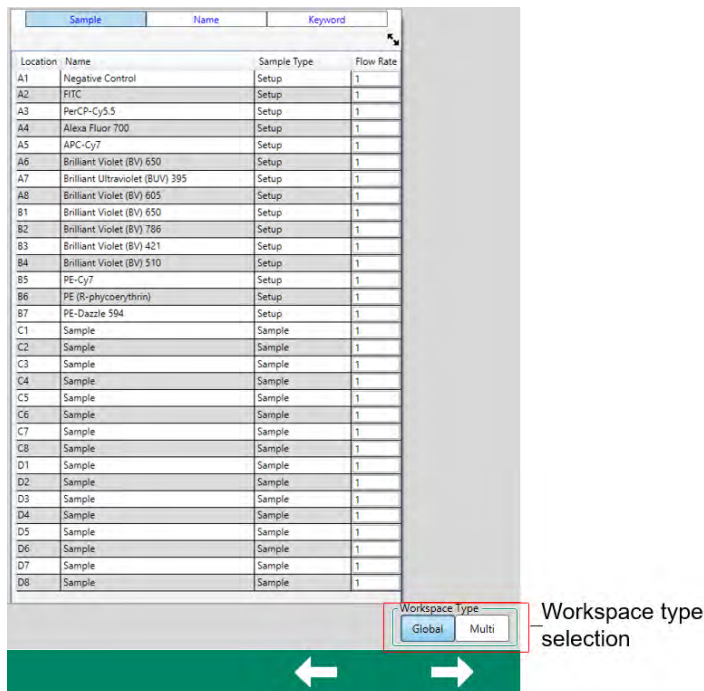 Sample Name Keyword
Location Name Sample Type Flow Rate
A1 Negative Control Setup 1
A2 FITC Setup 1
A3 PerCP-Cy5.5 Setup 1
A4 Alexa Fluor 700 Setup 1
A5 APC-Cy7 Setup 1
A6 Brilliant Violet (BV) 650 Setup 1
A7 Brilliant Ultraviolet (BUV) 395 Setup 1
A8 Brilliant Violet (BV) 605 Setup 1
B1 Brilliant Violet (BV) 650 Setup 1
B2 Brilliant Violet (BV) 786 Setup 1
B3 Brilliant Violet (BV) 421 Setup 1
B4 Brilliant Violet (BV) 510 Setup 1
B5 PE-Cy7 Setup 1
B6 PE (R-phycoerythrin) Setup 1
B7 PE-Dazzle 594 Setup 1
C1 Sample Sample 1
C2 Sample Sample 1
C3 Sample Sample 1
C4 Sample Sample 1
C5 Sample Sample 1
C6 Sample Sample 1
C7 Sample Sample 1
C8 Sample Sample 1
D1 Sample Sample 1
D2 Sample Sample 1
D3 Sample Sample 1
D4 Sample Sample 1
D5 Sample Sample 1
D6 Sample Sample 1
D7 Sample Sample 1
D8 Sample Sample 1
Workspace Type
Global Multi
Workspace type
selection